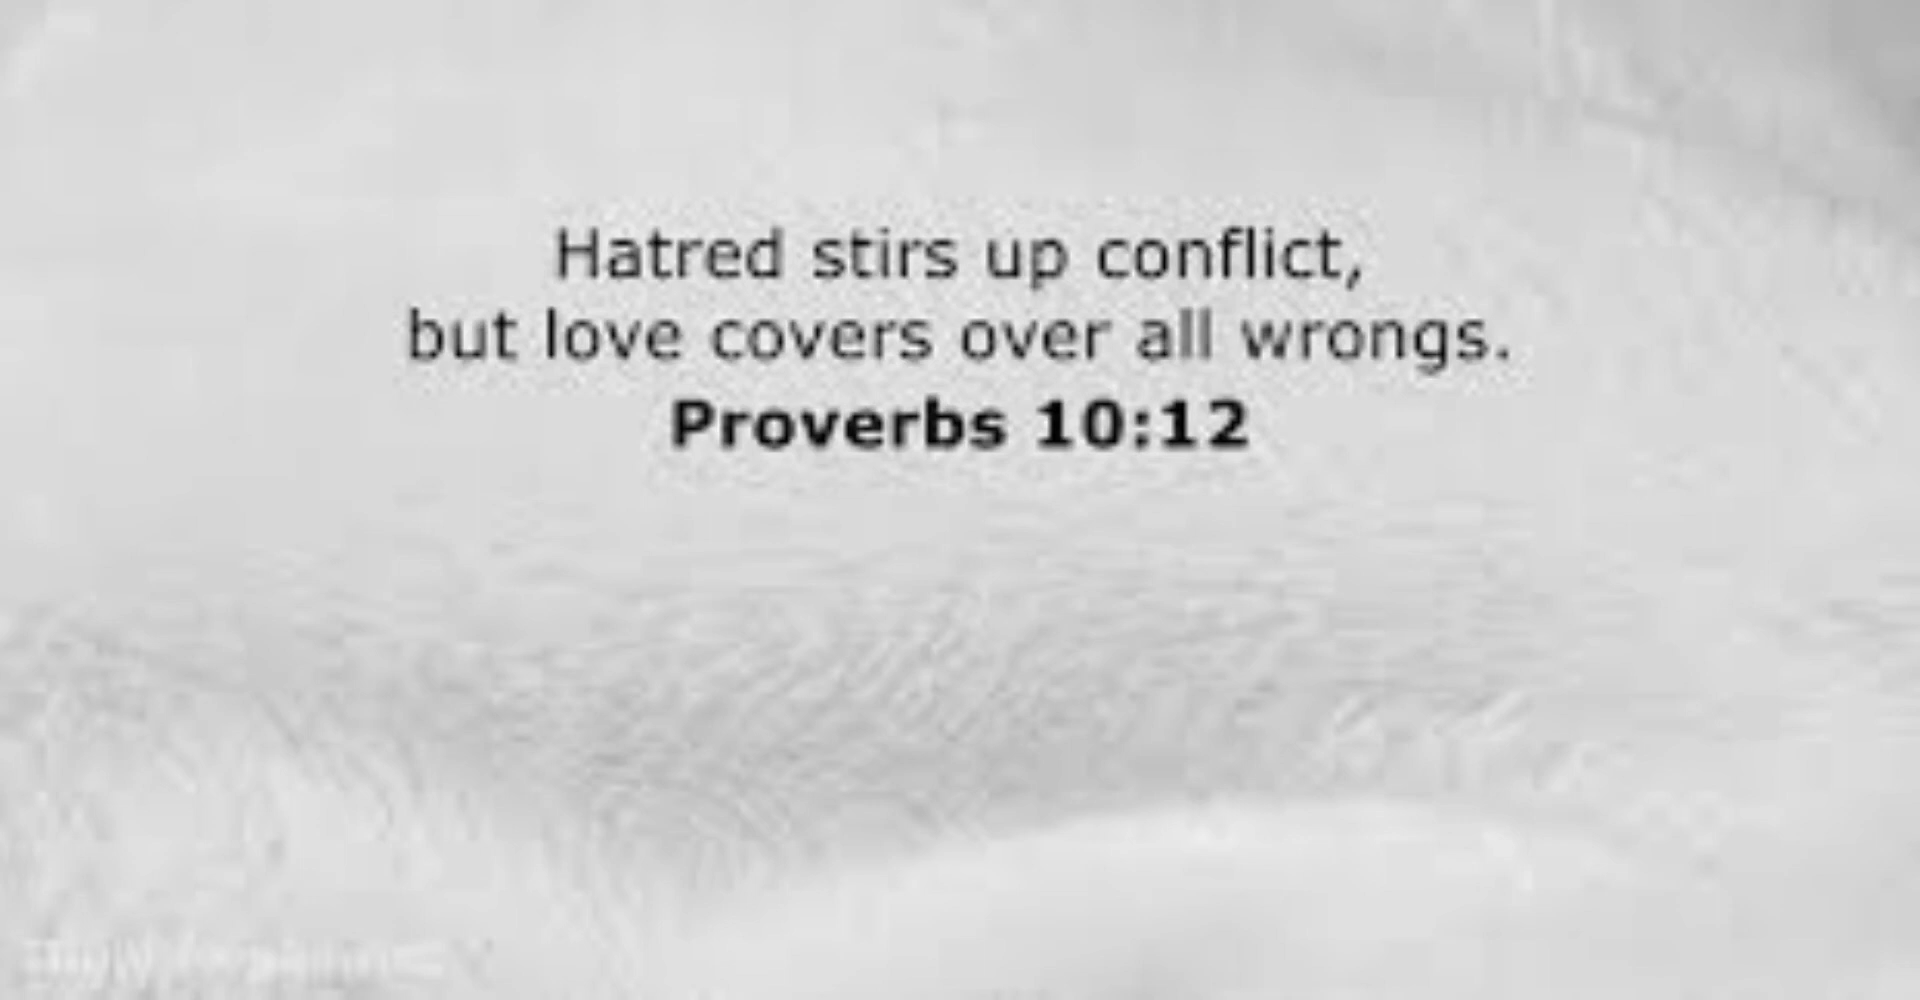 Hatred stirs up conflict,
but love covers over all wrongs.
Proverbs 10:12